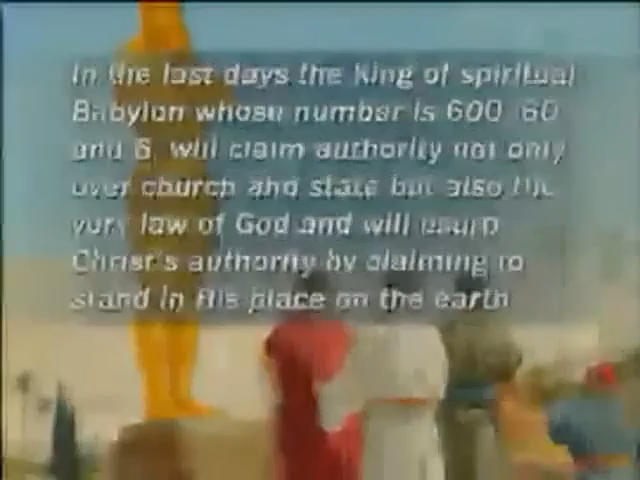 In the last days the King of spiritual
Babylon whose number is 600 60
and 6, will claim authority not only
over church and state but also the
very law of God and will usurp
Christ's authority by claiming to
stand in His place on the earth